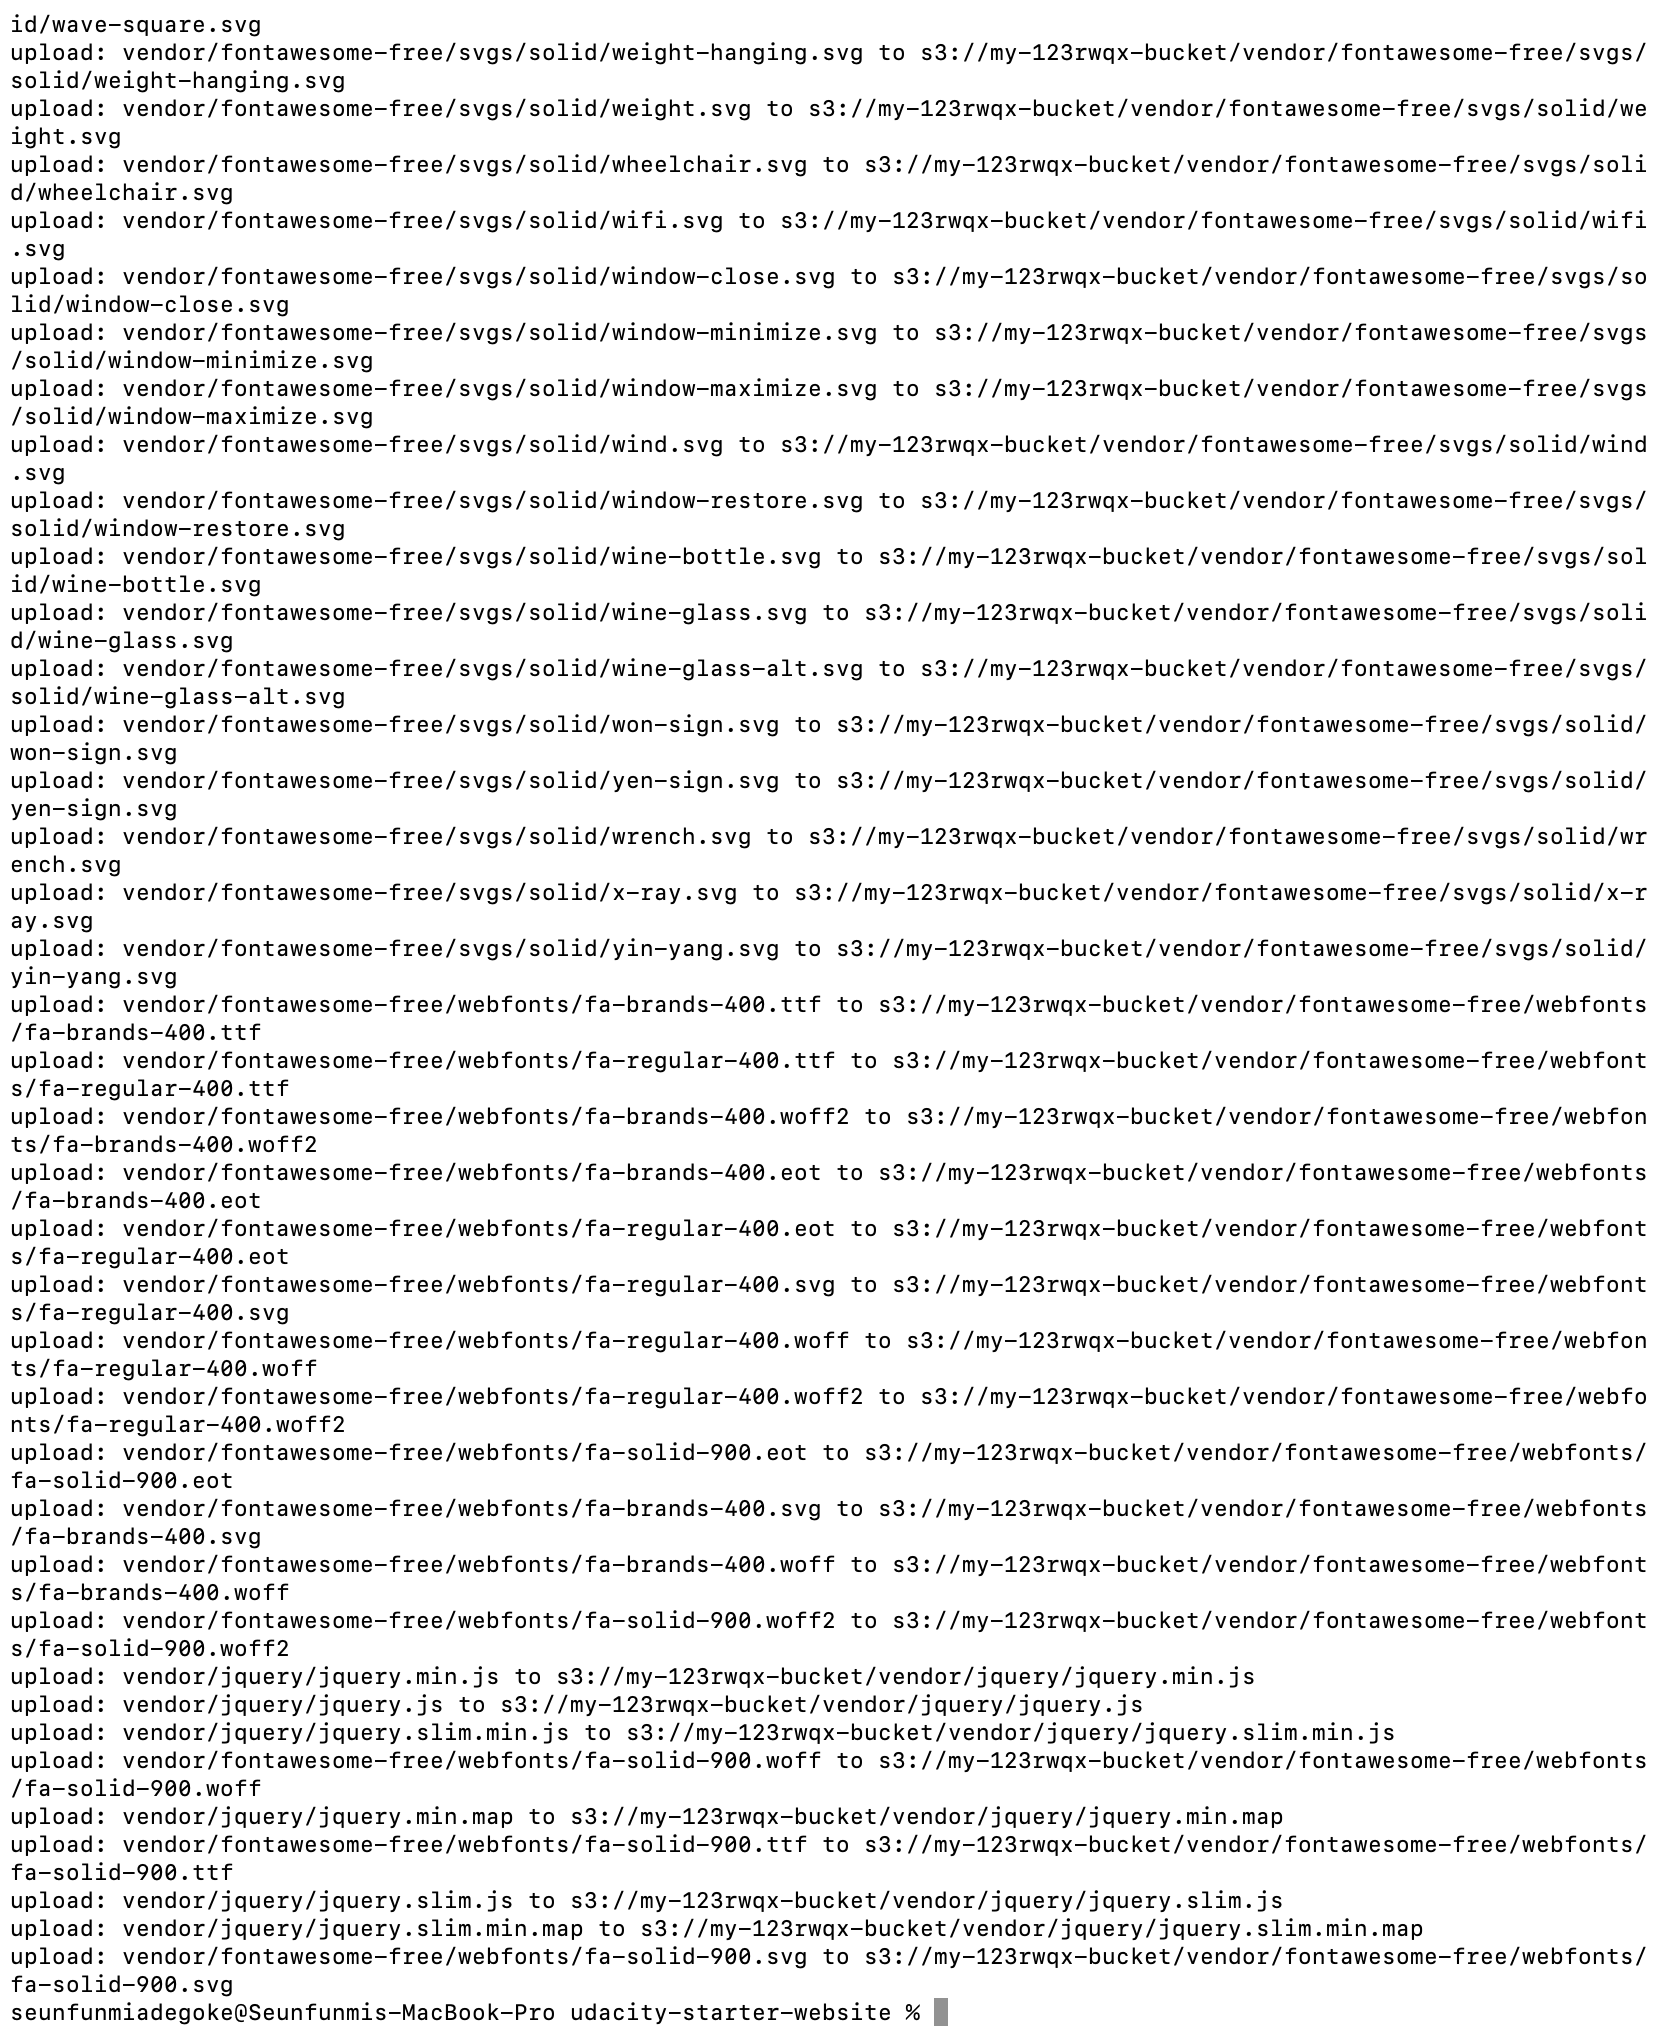 id/wave-square.svg
upload: vendor/fontawesome-free/svgs/solid/weight-hanging.svg to s3://my-123rwqx-bucket/vendor/fontawesome-free/svgs/
solid/weight-hanging.svg
upload: vendor/fontawesome-free/svgs/solid/weight.svg to s3://my-123rwqx-bucket/vendor/fontawesome-free/svgs/solid/we
ight.svg
upload: vendor/fontawesome-free/svgs/solid/wheelchair.svg to s3://my-123rwqx-bucket/vendor/fontawesome-free/svgs/soli
d/wheelchair.svg
upload: vendor/fontawesome-free/svgs/solid/wifi.svg to s3://my-123rwqx-bucket/vendor/fontawesome-free/svgs/solid/wifi
.svg
upload: vendor/fontawesome-free/svgs/solid/window-close.svg to s3://my-123rwqx-bucket/vendor/fontawesome-free/svgs/so
lid/window-close.svg
upload: vendor/fontawesome-free/svgs/solid/window-minimize.svg to s3://my-123rwqx-bucket/vendor/fontawesome-free/svgs
/solid/window-minimize.svg
upload: vendor/fontawesome-free/svgs/solid/window-maximize.svg to s3://my-123rwqx-bucket/vendor/fontawesome-free/svgs
/solid/window-maximize.svg
upload: vendor/fontawesome-free/svgs/solid/wind.svg to s3://my-123rwqx-bucket/vendor/fontawesome-free/svgs/solid/wind
.svg
upload: vendor/fontawesome-free/svgs/solid/window-restore.svg to s3://my-123rwqx-bucket/vendor/fontawesome-free/svgs/
solid/window-restore.svg
upload: vendor/fontawesome-free/svgs/solid/wine-bottle.svg to s3://my-123rwqx-bucket/vendor/fontawesome-free/svgs/sol
id/wine-bottle.svg
upload: vendor/fontawesome-free/svgs/solid/wine-glass.svg to s3://my-123rwqx-bucket/vendor/fontawesome-free/svgs/soli
d/wine-glass.svg
upload: vendor/fontawesome-free/svgs/solid/wine-glass-alt.svg to s3://my-123rwqx-bucket/vendor/fontawesome-free/svgs/
solid/wine-glass-alt.svg
upload: vendor/fontawesome-free/svgs/solid/won-sign.svg to s3://my-123rwqx-bucket/vendor/fontawesome-free/svgs/solid/
won-sign.svg
upload: vendor/fontawesome-free/svgs/solid/yen-sign.svg to s3://my-123rwqx-bucket/vendor/fontawesome-free/svgs/solid/
yen-sign.svg
upload: vendor/fontawesome-free/svgs/solid/wrench.svg to s3://my-123rwqx-bucket/vendor/fontawesome-free/svgs/solid/wr
ench.svg
upload: vendor/fontawesome-free/svgs/solid/x-ray.svg to s3://my-123rwqx-bucket/vendor/fontawesome-free/svgs/solid/x-r
ay.svg
upload: vendor/fontawesome-free/svgs/solid/yin-yang.svg to s3://my-123rwqx-bucket/vendor/fontawesome-free/svgs/solid/
yin-yang.svg
upload: vendor/fontawesome-free/webfonts/fa-brands-400.ttf to s3://my-123rwqx-bucket/vendor/fontawesome-free/webfonts
/fa-brands-400.ttf
upload: vendor/fontawesome-free/webfonts/fa-regular-400.ttf to s3://my-123rwqx-bucket/vendor/fontawesome-free/webfont
s/fa-regular-400.ttf
upload: vendor/fontawesome-free/webfonts/fa-brands-400.woff2 to s3://my-123rwqx-bucket/vendor/fontawesome-free/webfon
ts/fa-brands-400.woff2
upload: vendor/fontawesome-free/webfonts/fa-brands-400.eot to s3://my-123rwqx-bucket/vendor/fontawesome-free/webfonts
/fa-brands-400.eot
upload: vendor/fontawesome-free/webfonts/fa-regular-400.eot to s3://my-123rwqx-bucket/vendor/fontawesome-free/webfont
s/fa-regular-400.eot
upload: vendor/fontawesome-free/webfonts/fa-regular-400.svg to s3://my-123rwqx-bucket/vendor/fontawesome-free/webfont
s/fa-regular-400.svg
upload: vendor/fontawesome-free/webfonts/fa-regular-400.woff to s3://my-123rwqx-bucket/vendor/fontawesome-free/webfon
ts/fa-regular-400.woff
upload: vendor/fontawesome-free/webfonts/fa-regular-400.woff2 to s3://my-123rwqx-bucket/vendor/fontawesome-free/webfo
nts/fa-regular-400.woff2
upload: vendor/fontawesome-free/webfonts/fa-solid-900.eot to s3://my-123rwqx-bucket/vendor/fontawesome-free/webfonts/
fa-solid-900.eot
upload: vendor/fontawesome-free/webfonts/fa-brands-400.svg to s3://my-123rwqx-bucket/vendor/fontawesome-free/webfonts
/fa-brands-400.svg
upload: vendor/fontawesome-free/webfonts/fa-brands-400.woff to s3://my-123rwqx-bucket/vendor/fontawesome-free/webfont
s/fa-brands-400.woff
upload: vendor/fontawesome-free/webfonts/fa-solid-900.woff2 to s3://my-123rwqx-bucket/vendor/fontawesome-free/webfont
s/fa-solid-900.woff2
upload: vendor/jquery/jquery.min.js to s3://my-123rwqx-bucket/vendor/jquery/jquery.min.js
upload: vendor/jquery/jquery.js to s3://my-123rwqx-bucket/vendor/jquery/jquery.js
upload: vendor/jquery/jquery.slim.min.js to s3://my-123rwqx-bucket/vendor/jquery/jquery.slim.min.js
upload: vendor/fontawesome-free/webfonts/fa-solid-900.woff to s3://my-123rwqx-bucket/vendor/fontawesome-free/webfonts
/fa-solid-900.woff
upload: vendor/jquery/jquery.min.map to s3://my-123rwqx-bucket/vendor/jquery/jquery.min.map
upload: vendor/fontawesome-free/webfonts/fa-solid-900.ttf to s3://my-123rwqx-bucket/vendor/fontawesome-free/webfonts/
fa-solid-900.ttf
upload: vendor/jquery/jquery.slim.js to s3://my-123rwqx-bucket/vendor/jquery/jquery.slim.js
upload: vendor/jquery/jquery.slim.min.map to s3://my-123rwqx-bucket/vendor/jquery/jquery.slim.min.map
upload: vendor/fontawesome-free/webfonts/fa-solid-900.svg to s3://my-123rwqx-bucket/vendor/fontawesome-free/webfonts/
fa-solid-900.svg
seunfunmiadegoke@Seunfunmis-MacBook-Pro udacity-starter-website %